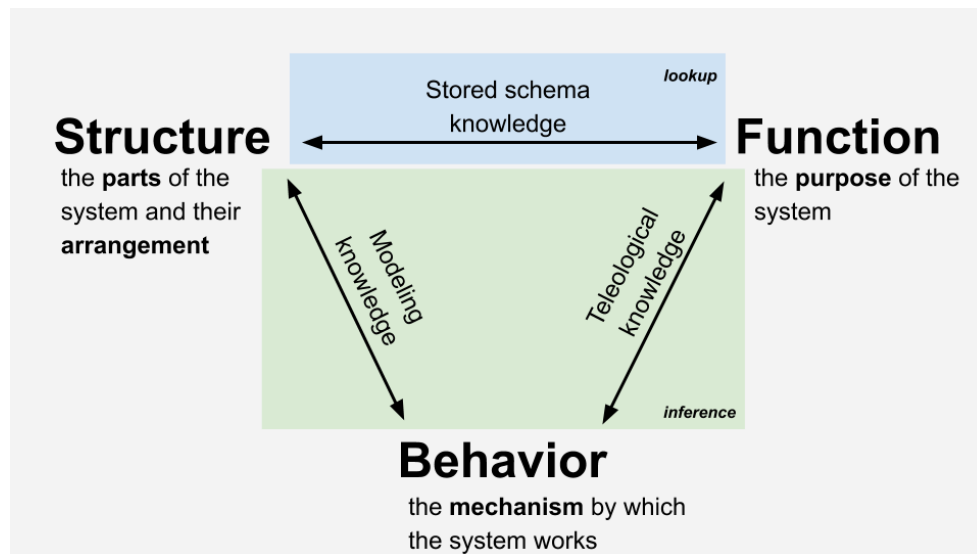 lookup
Stored schema
knowledge
Structure
Function
the parts of the
system and their
arrangement
the purpose of the
system
Modeling
knowledge
Teleological
knowledge
inference
Behavior
the mechanism by which
the system works